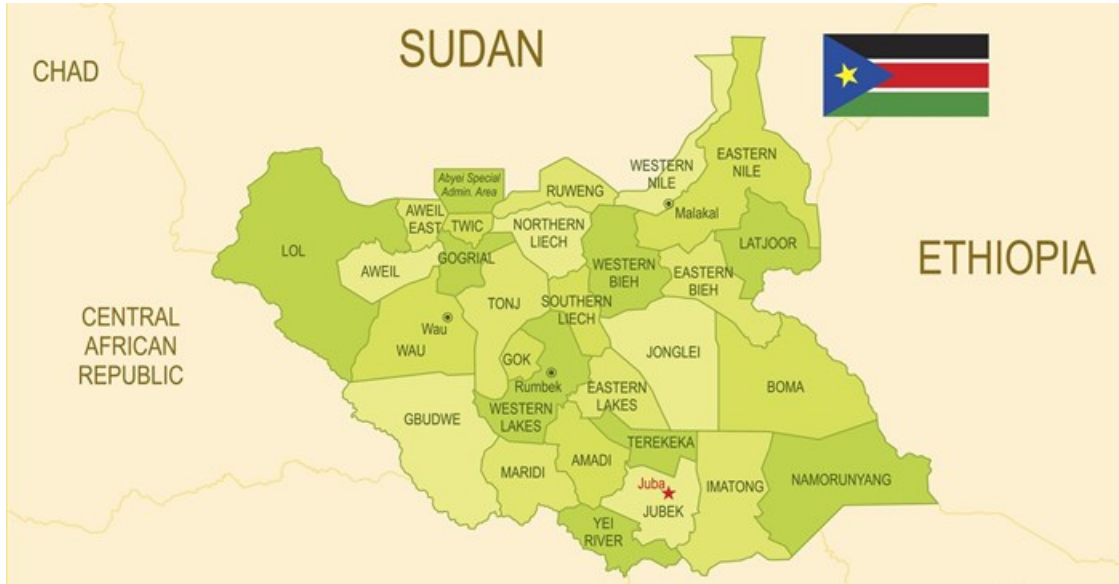 SUDAN
CHAD
ETHIOPIA
CENTRAL
AFRICAN
REPUBLIC
WESTERN
NILE
EASTERN
NILE
Malakal
Abyei Special
Admin. Area
RUWENG
AWEIL
EAST
TWIC
NORTHERN
LIECH
LATJOOR
LOL
AWEIL
GOGRIAL
WESTERN
BIEH
EASTERN
BIEH
TONJ
SOUTHERN
LIECH
Wau
WAU
GOK
Rumbek
JONGLEI
BOMA
EASTERN
LAKES
GBUDWE
WESTERN
LAKES
TEREKEKA
AMADI
MARIDI
Juba
JUBEK
IMATONG
NAMORUNYANG
YEI
RIVER